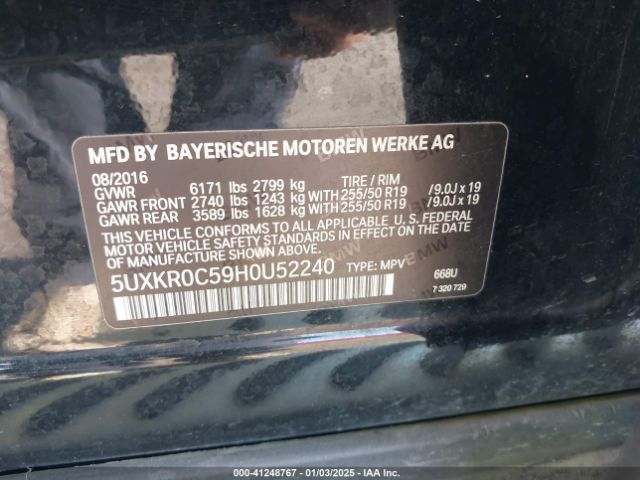 MFD BY BAYERISCHE MOTOREN WERKE AG
08/2016
GVWR 6171 lbs 2799 kg TIRE / RIM
GAWR FRONT 2740 lbs 1243 kg WITH 255/50 R19 /9.0J x 19
GAWR REAR 3589 lbs 1628 kg WITH 255/50 R19 /9.0J x 19
THIS VEHICLE CONFORMS TO ALL APPLICABLE U. S. FEDERAL
MOTOR VEHICLE SAFETY STANDARDS IN EFFECT ON THE DATE
OF MANUFACTURE SHOWN ABOVE.
5UXKR0C59H0U52240 TYPE: MPV 668U
7 320 729
000-41248767 - 01/03/2025 - IAA Inc.